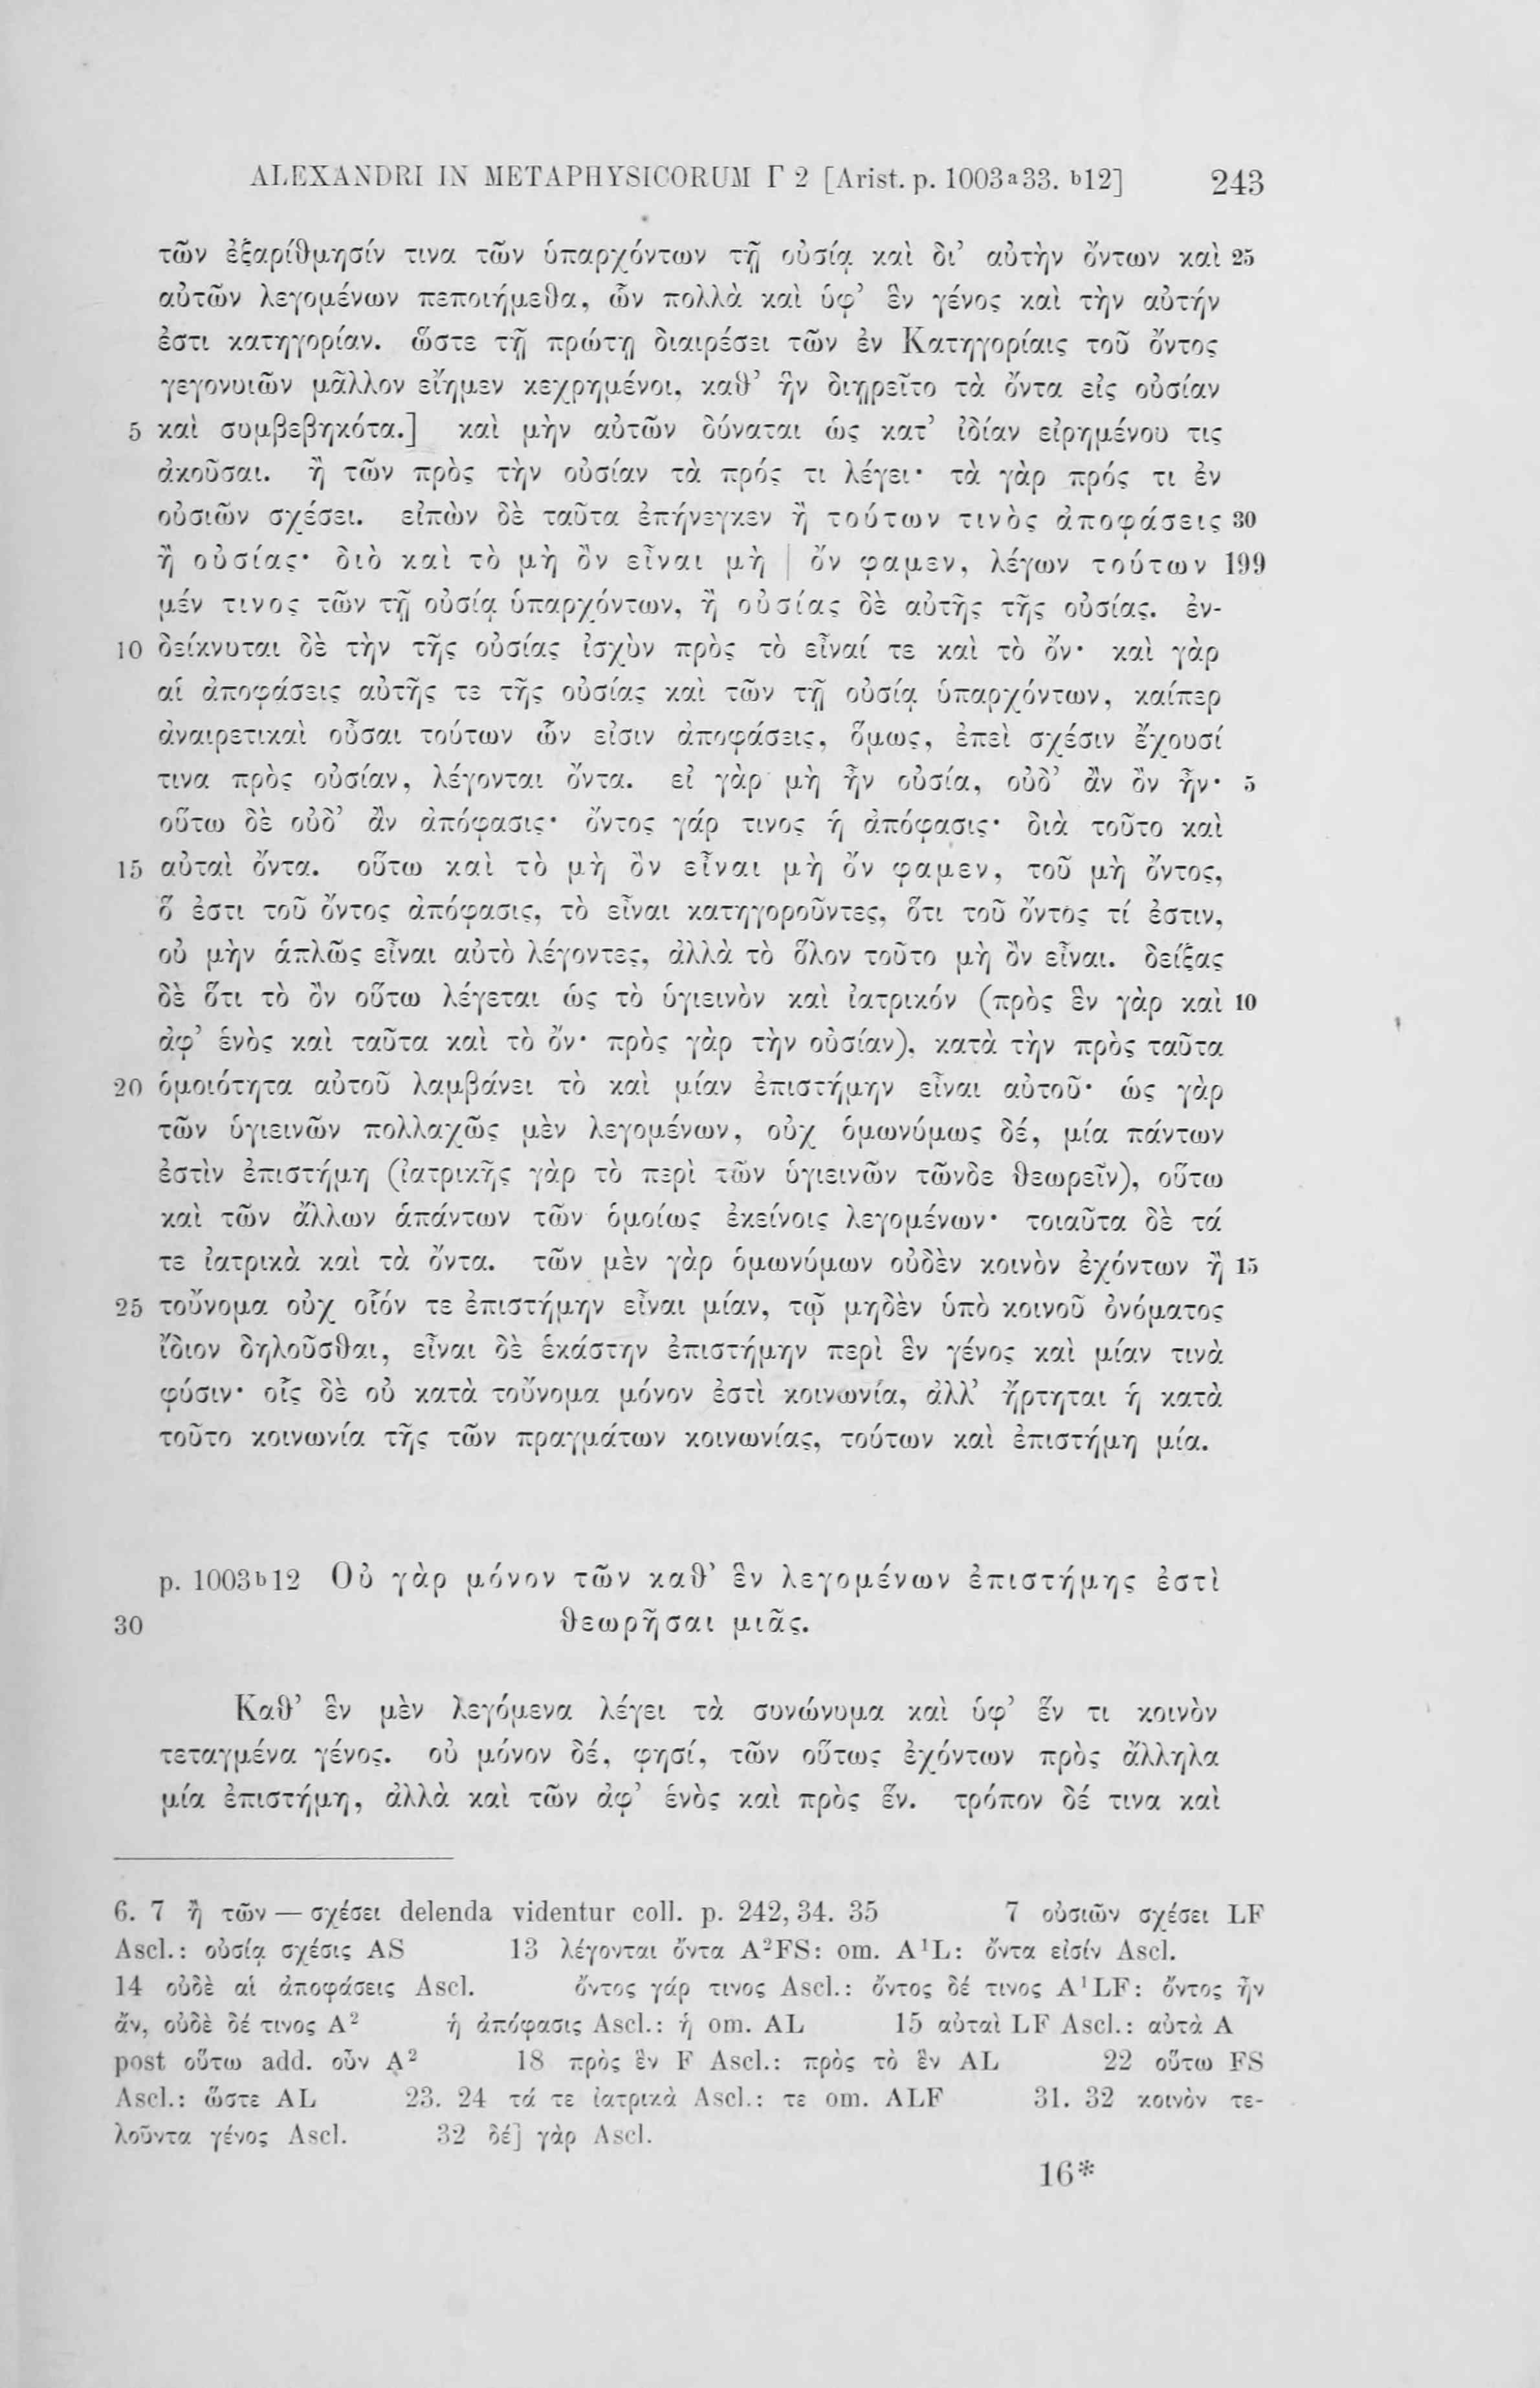 ALEXANDRI IN METAPHYSICORUM Γ 2 [Arist. p. 1003a33. b12] 243
τῶν ἐξαρίθμησίν τινα τῶν ὑπαρχόντων τῇ οὐσίᾳ καὶ δι’ αὐτὴν ὄντων καὶ 25
αὐτῶν λεγομένων πεποιήμεθα, ὧν πολλὰ καὶ ὑφ’ ἓν γένος καὶ τὴν αὐτήν
ἐστι κατηγορίαν. ὥστε τῇ πρώτῃ διαιρέσει τῶν ἐν Κατηγορίαις τοῦ ὄντος
γεγονυιῶν μᾶλλον εἴημεν κεχρημένοι, καθ’ ἣν διῃρεῖτο τὰ ὄντα εἰς οὐσίαν
5 καὶ συμβεβηκότα.] καὶ μὴν αὐτῶν δύναται ὡς κατ’ ἰδίαν εἰρημένου τις
ἀκοῦσαι. ἢ τῶν πρὸς τὴν οὐσίαν τὰ πρός τι λέγει· τὰ γὰρ πρός τι ἐν
οὐσιῶν σχέσει. εἰπὼν δὲ ταῦτα ἐπήνεγκεν ἢ τούτων τινὸς ἀποφάσεις 30
ἢ οὐσίας· διὸ καὶ τὸ μὴ ὂν εἶναι μὴ | ὄν φαμεν, λέγων τούτων 199
μέν τινος τῶν τῇ οὐσίᾳ ὑπαρχόντων, ἢ οὐσίας δὲ αὐτῆς τῆς οὐσίας. ἐν-
10 δείκνυται δὲ τὴν τῆς οὐσίας ἰσχὺν πρὸς τὸ εἶναί τε καὶ τὸ ὄν· καὶ γὰρ
αἱ ἀποφάσεις αὐτῆς τε τῆς οὐσίας καὶ τῶν τῇ οὐσίᾳ ὑπαρχόντων, καίπερ
ἀναιρετικαὶ οὖσαι τούτων ὧν εἰσιν ἀποφάσεις, ὅμως, ἐπεὶ σχέσιν ἔχουσί
τινα πρὸς οὐσίαν, λέγονται ὄντα. εἰ γὰρ μὴ ἦν οὐσία, οὐδ’ ἂν ὂν ἦν· 5
οὕτω δὲ οὐδ’ ἂν ἀπόφασις· ὄντος γάρ τινος ἡ ἀπόφασις· διὰ τοῦτο καὶ
15 αὐταὶ ὄντα. οὕτω καὶ τὸ μὴ ὂν εἶναι μὴ ὄν φαμεν, τοῦ μὴ ὄντος,
ὅ ἐστι τοῦ ὄντος ἀπόφασις, τὸ εἶναι κατηγοροῦντες, ὅτι τοῦ ὄντος τί ἐστιν,
οὐ μὴν ἁπλῶς εἶναι αὐτὸ λέγοντες, ἀλλὰ τὸ ὅλον τοῦτο μὴ ὂν εἶναι. δείξας
δὲ ὅτι τὸ ὂν οὕτω λέγεται ὡς τὸ ὑγιεινὸν καὶ ἰατρικόν (πρὸς ἓν γὰρ καὶ 10
ἀφ’ ἑνὸς καὶ ταῦτα καὶ τὸ ὄν· πρὸς γὰρ τὴν οὐσίαν), κατὰ τὴν πρὸς ταῦτα
20 ὁμοιότητα αὐτοῦ λαμβάνει τὸ καὶ μίαν ἐπιστήμην εἶναι αὐτοῦ· ὡς γὰρ
τῶν ὑγιεινῶν πολλαχῶς μὲν λεγομένων, οὐχ ὁμωνύμως δέ, μία πάντων
ἐστὶν ἐπιστήμη (ἰατρικῆς γὰρ τὸ περὶ τῶν ὑγιεινῶν τῶνδε θεωρεῖν), οὕτω
καὶ τῶν ἄλλων ἁπάντων τῶν ὁμοίως ἐκείνοις λεγομένων· τοιαῦτα δὲ τά
τε ἰατρικὰ καὶ τὰ ὄντα. τῶν μὲν γὰρ ὁμωνύμων οὐδὲν κοινὸν ἐχόντων ἢ 15
25 τοὔνομα οὐχ οἷόν τε ἐπιστήμην εἶναι μίαν, τῷ μηδὲν ὑπὸ κοινοῦ ὀνόματος
ἴδιον δηλοῦσθαι, εἶναι δὲ ἑκάστην ἐπιστήμην περὶ ἓν γένος καὶ μίαν τινὰ
φύσιν· οἷς δὲ οὐ κατὰ τοὔνομα μόνον ἐστὶ κοινωνία, ἀλλ’ ἤρτηται ἡ κατὰ
τοῦτο κοινωνία τῆς τῶν πραγμάτων κοινωνίας, τούτων καὶ ἐπιστήμη μία.
p. 1003b12 Οὐ γὰρ μόνον τῶν καθ’ ἓν λεγομένων ἐπιστήμης ἐστὶ
30 θεωρῆσαι μιᾶς.
Καθ’ ἓν μὲν λεγόμενα λέγει τὰ συνώνυμα καὶ ὑφ’ ἕν τι κοινὸν
τεταγμένα γένος. οὐ μόνον δέ, φησί, τῶν οὕτως ἐχόντων πρὸς ἄλληλα
μία ἐπιστήμη, ἀλλὰ καὶ τῶν ἀφ’ ἑνὸς καὶ πρὸς ἕν. τρόπον δέ τινα καὶ
6. 7 ἢ τῶν — σχέσει delenda videntur coll. p. 242, 34. 35 7 οὐσιῶν σχέσει LF
Ascl.: οὐσίᾳ σχέσις AS 13 λέγονται ὄντα A²FS: om. A¹L: ὄντα εἰσίν Ascl.
14 οὐδὲ αἱ ἀποφάσεις Ascl. ὄντος γάρ τινος Ascl.: ὄντος δέ τινος A¹LF: ὄντος ἦν
ἄν, οὐδὲ δέ τινος A² ἡ ἀπόφασις Ascl.: ἡ om. AL 15 αὐταὶ LF Ascl.: αὐτὰ A
post οὕτω add. οὖν A² 18 πρὸς ἓν F Ascl.: πρὸς τὸ ἓν AL 22 οὕτω FS
Ascl.: ὥστε AL 23. 24 τά τε ἰατρικὰ Ascl.: τε om. ALF 31. 32 κοινὸν τε-
λοῦντα γένος Ascl. 32 δέ] γὰρ Ascl.
16*